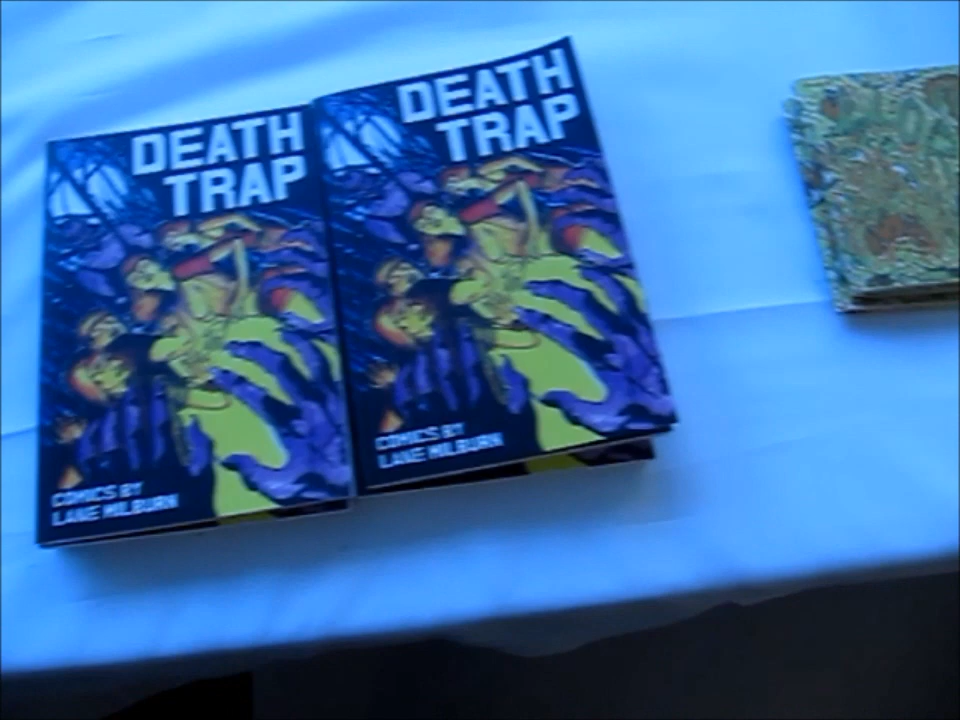 DEATH
TRAP
COMICS BY
LANE MILBURN
DEATH
TRAP
COMICS BY
LANE MILBURN